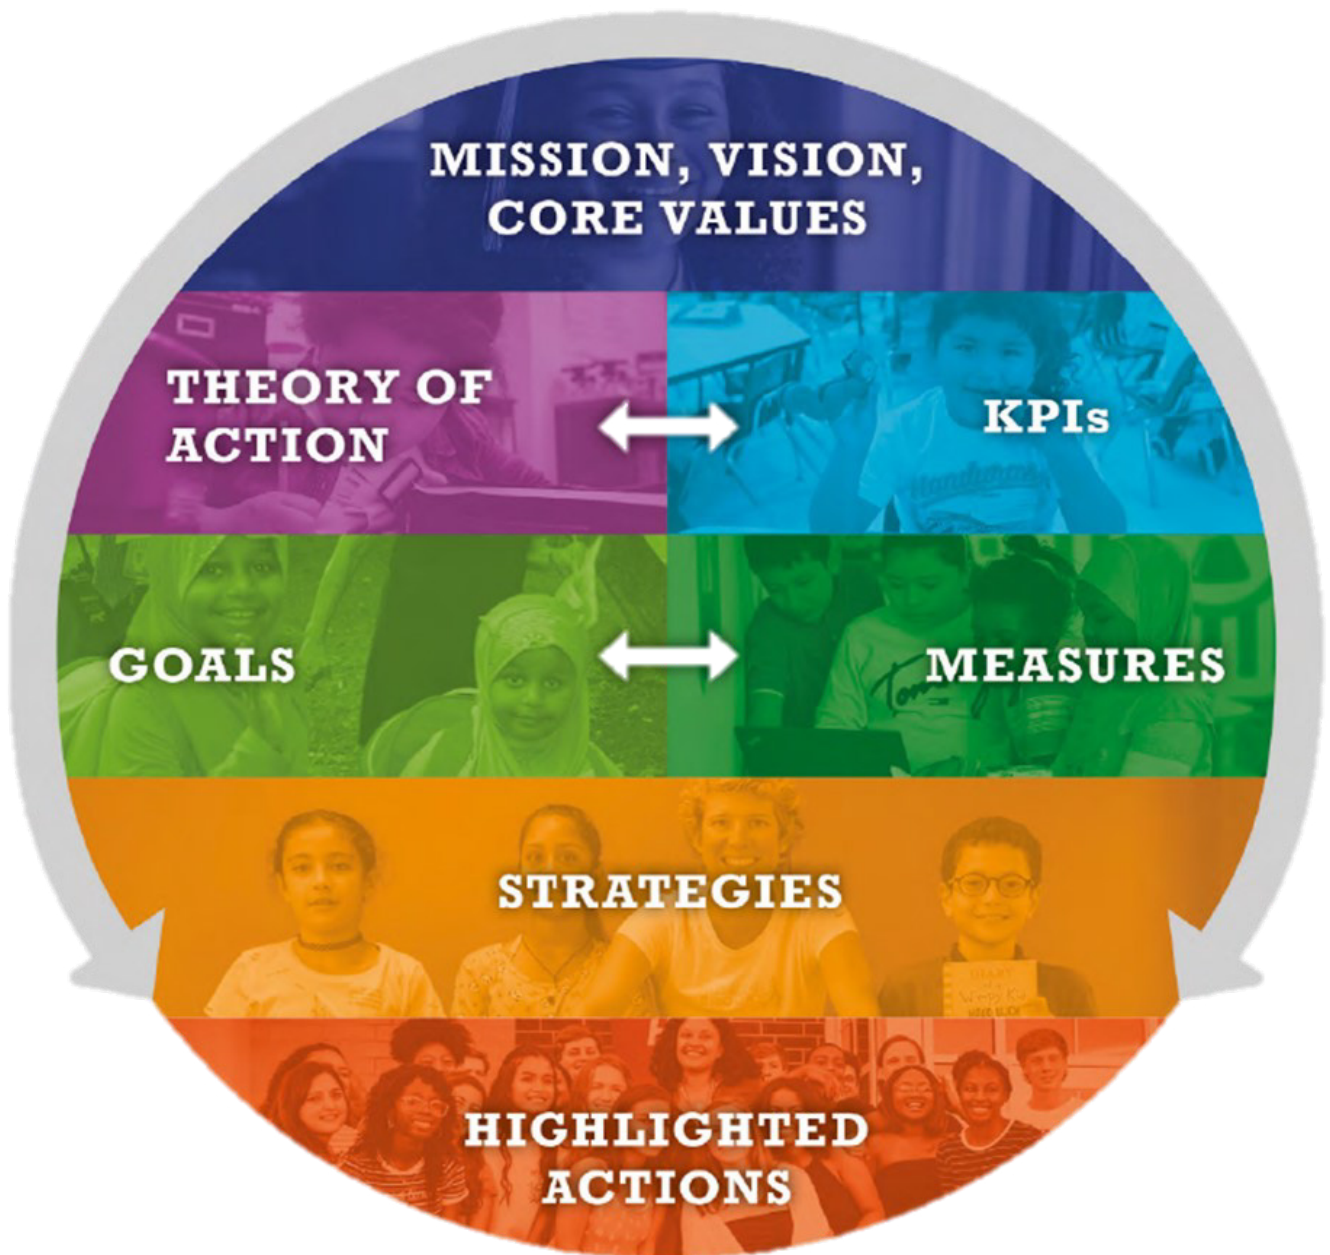 MISSION, VISION,
CORE VALUES
THEORY OF
ACTION
KPIs
GOALS
MEASURES
STRATEGIES
HIGHLIGHTED
ACTIONS